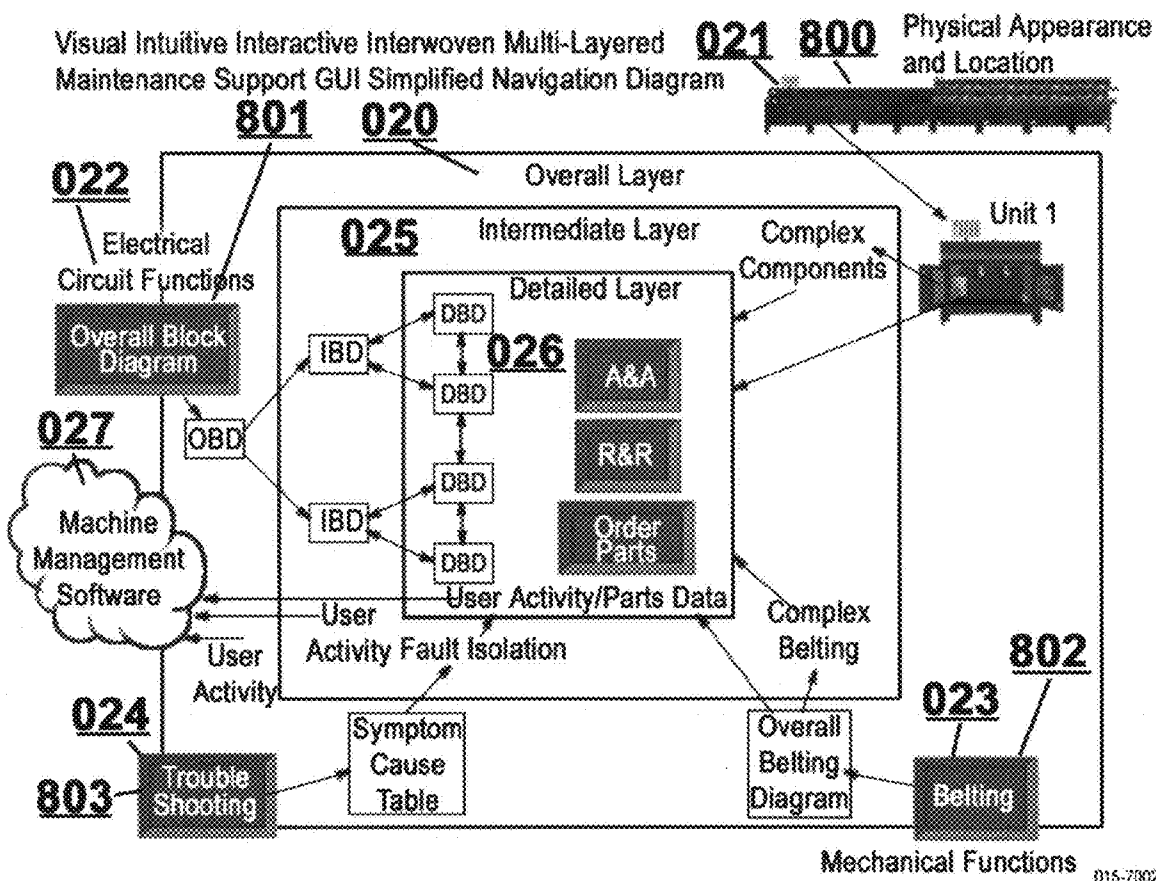 Visual Intuitive Interactive Interwoven Multi-Layered
Maintenance Support GUI Simplified Navigation Diagram
021
800
Physical Appearance
and Location
801
020
022
Overall Layer
025
Intermediate Layer
Complex
Components
Unit 1
Electrical
Circuit Functions
Detailed Layer
Overall Block
Diagram
DBD
IBD
026
A&A
DBD
027
OBD
R&R
DBD
Machine
Management
Software
IBD
Order
Parts
DBD
User Activity/Parts Data
User
Activity
Fault Isolation
Complex
Belting
User
Activity
802
024
023
Symptom
Cause
Table
Overall
Belting
Diagram
803
Trouble
Shooting
Belting
Mechanical Functions
015-7002